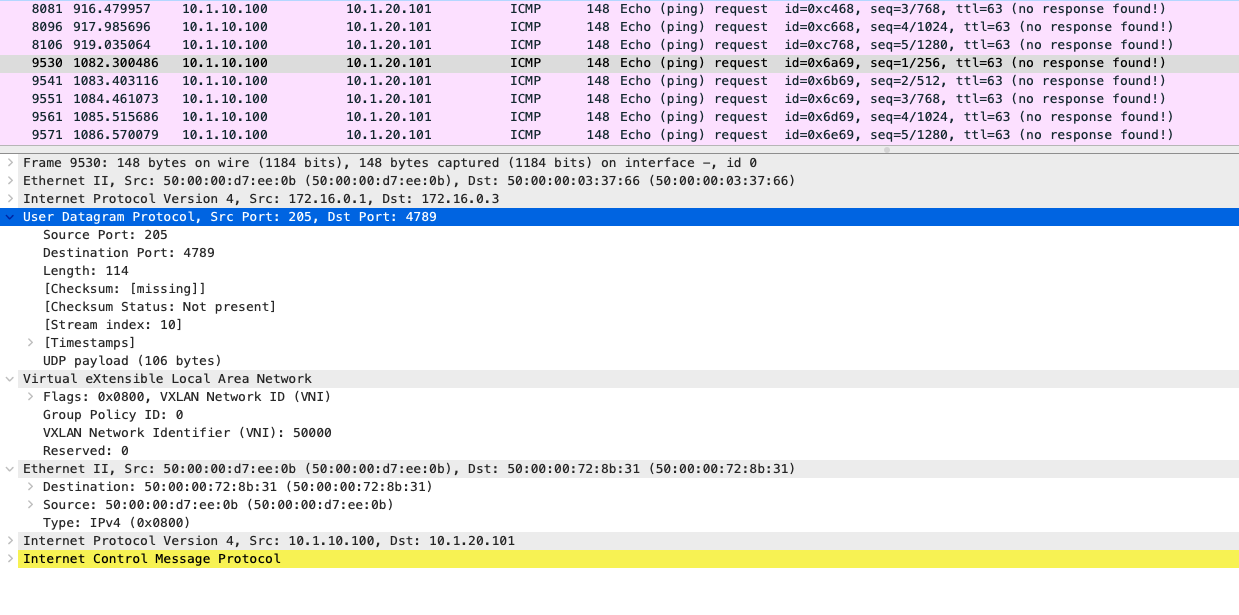 8081 916.479957 10.1.10.100 10.1.20.101 ICMP 148 Echo (ping) request id=0xc468, seq=3/768, ttl=63 (no response found!)
8096 917.985696 10.1.10.100 10.1.20.101 ICMP 148 Echo (ping) request id=0xc668, seq=4/1024, ttl=63 (no response found!)
8106 919.035064 10.1.10.100 10.1.20.101 ICMP 148 Echo (ping) request id=0xc768, seq=5/1280, ttl=63 (no response found!)
9530 1082.300486 10.1.10.100 10.1.20.101 ICMP 148 Echo (ping) request id=0x6a69, seq=1/256, ttl=63 (no response found!)
9541 1083.403116 10.1.10.100 10.1.20.101 ICMP 148 Echo (ping) request id=0x6b69, seq=2/512, ttl=63 (no response found!)
9551 1084.461073 10.1.10.100 10.1.20.101 ICMP 148 Echo (ping) request id=0x6c69, seq=3/768, ttl=63 (no response found!)
9561 1085.515686 10.1.10.100 10.1.20.101 ICMP 148 Echo (ping) request id=0x6d69, seq=4/1024, ttl=63 (no response found!)
9571 1086.570079 10.1.10.100 10.1.20.101 ICMP 148 Echo (ping) request id=0x6e69, seq=5/1280, ttl=63 (no response found!)
Frame 9530: 148 bytes on wire (1184 bits), 148 bytes captured (1184 bits) on interface –, id 0
Ethernet II, Src: 50:00:00:d7:ee:0b (50:00:00:d7:ee:0b), Dst: 50:00:00:03:37:66 (50:00:00:03:37:66)
Internet Protocol Version 4, Src: 172.16.0.1, Dst: 172.16.0.3
User Datagram Protocol, Src Port: 205, Dst Port: 4789
Source Port: 205
Destination Port: 4789
Length: 114
[Checksum: [missing]]
[Checksum Status: Not present]
[Stream index: 10]
[Timestamps]
UDP payload (106 bytes)
Virtual eXtensible Local Area Network
Flags: 0x0800, VXLAN Network ID (VNI)
Group Policy ID: 0
VXLAN Network Identifier (VNI): 50000
Reserved: 0
Ethernet II, Src: 50:00:00:d7:ee:0b (50:00:00:d7:ee:0b), Dst: 50:00:00:72:8b:31 (50:00:00:72:8b:31)
Destination: 50:00:00:72:8b:31 (50:00:00:72:8b:31)
Source: 50:00:00:d7:ee:0b (50:00:00:d7:ee:0b)
Type: IPv4 (0x0800)
Internet Protocol Version 4, Src: 10.1.10.100, Dst: 10.1.20.101
Internet Control Message Protocol